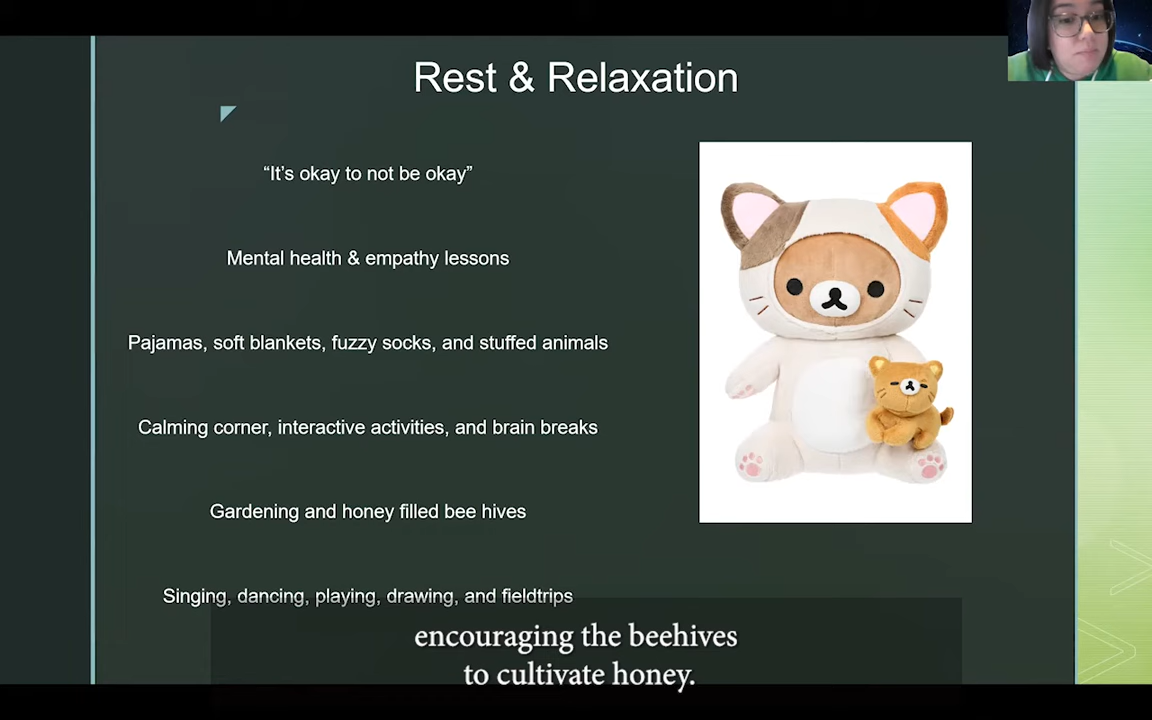 Rest & Relaxation
“It’s okay to not be okay”
Mental health & empathy lessons
Pajamas, soft blankets, fuzzy socks, and stuffed animals
Calming corner, interactive activities, and brain breaks
Gardening and honey filled bee hives
Singing, dancing, playing, drawing, and fieldtrips
encouraging the beehives
to cultivate honey.